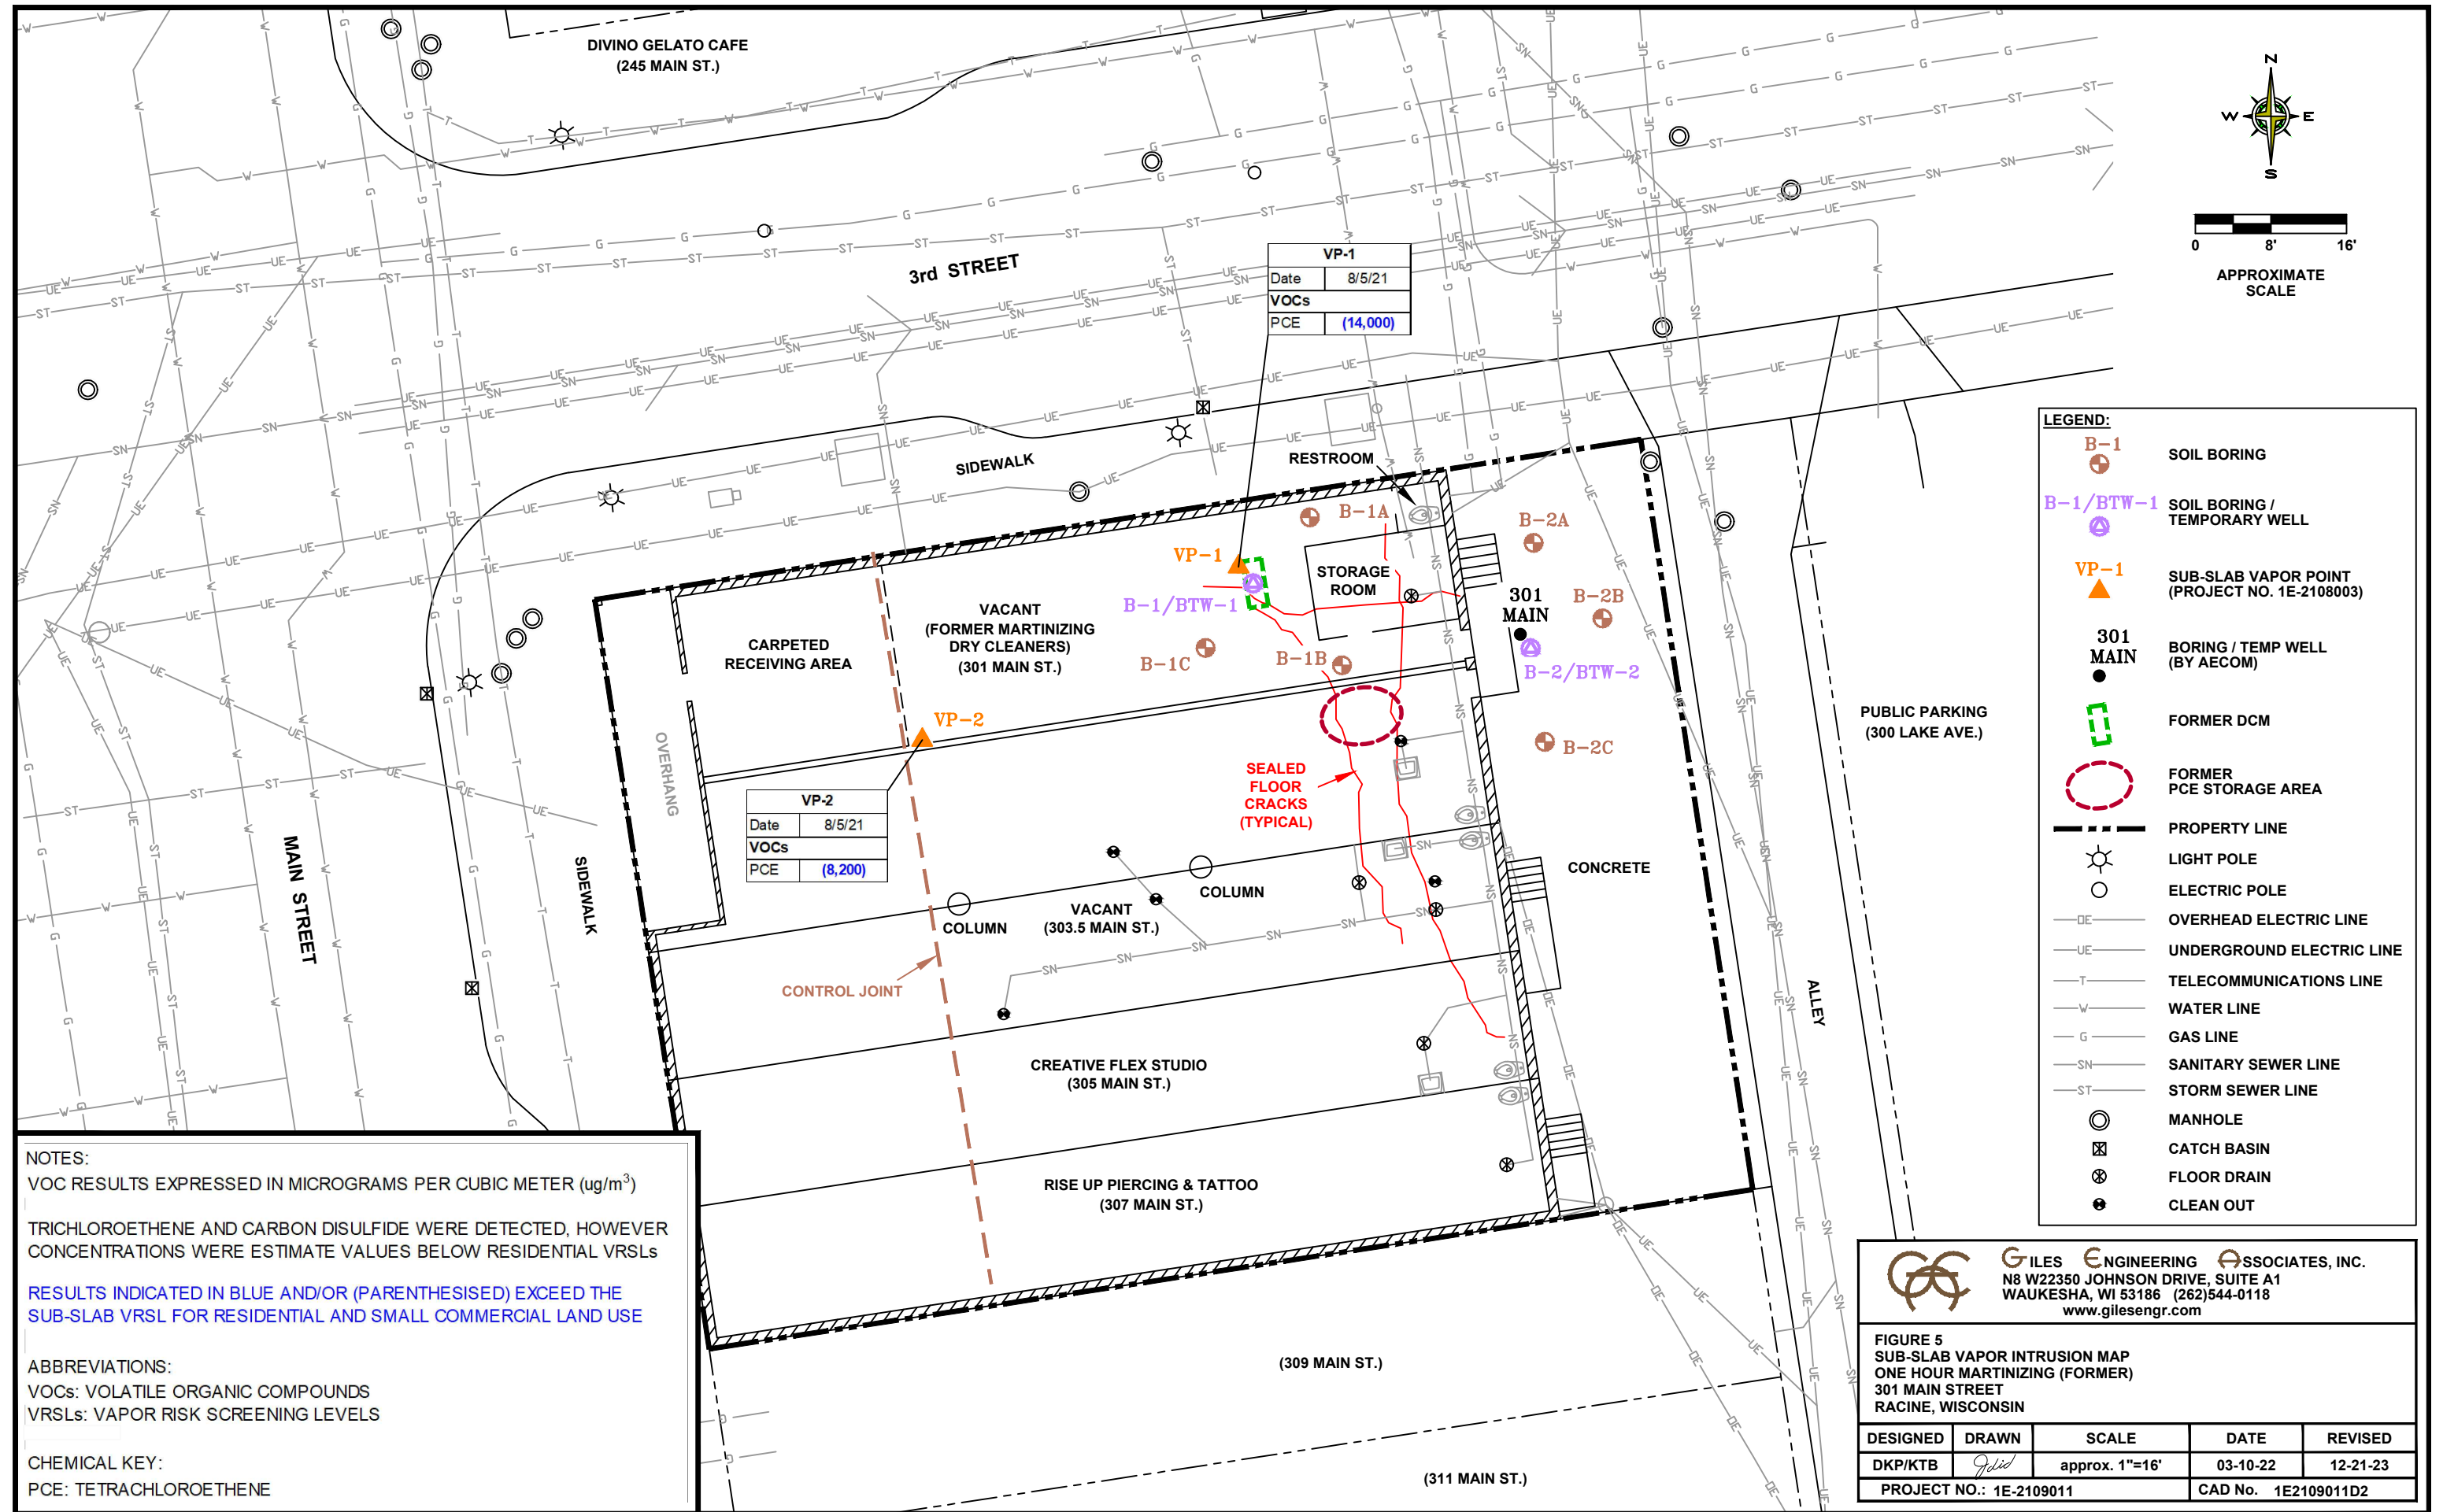 DIVINO GELATO CAFE
(245 MAIN ST.)
N
W E
S
0 8' 16'
APPROXIMATE
SCALE
3rd STREET
VP-1
Date 8/5/21
VOCs
PCE (14,000)
SIDEWALK
RESTROOM
B-1A
B-2A
VP-1
STORAGE
ROOM
B-1/BTW-1
301
MAIN
B-2B
VACANT
(FORMER MARTINIZING
DRY CLEANERS)
(301 MAIN ST.)
CARPETED
RECEIVING AREA
B-1C
B-1B
B-2/BTW-2
VP-2
OVERHANG
B-2C
PUBLIC PARKING
(300 LAKE AVE.)
SEALED
FLOOR
CRACKS
(TYPICAL)
VP-2
Date 8/5/21
VOCs
PCE (8,200)
MAIN STREET
SIDEWALK
CONCRETE
COLUMN
COLUMN
VACANT
(303.5 MAIN ST.)
CONTROL JOINT
ALLEY
CREATIVE FLEX STUDIO
(305 MAIN ST.)
RISE UP PIERCING & TATTOO
(307 MAIN ST.)
(309 MAIN ST.)
(311 MAIN ST.)
LEGEND:
B-1 SOIL BORING
B-1/BTW-1 SOIL BORING /
TEMPORARY WELL
VP-1 SUB-SLAB VAPOR POINT
(PROJECT NO. 1E-2108003)
301
MAIN BORING / TEMP WELL
(BY AECOM)
FORMER DCM
FORMER
PCE STORAGE AREA
PROPERTY LINE
LIGHT POLE
ELECTRIC POLE
OE OVERHEAD ELECTRIC LINE
UE UNDERGROUND ELECTRIC LINE
T TELECOMMUNICATIONS LINE
W WATER LINE
G GAS LINE
SN SANITARY SEWER LINE
ST STORM SEWER LINE
MANHOLE
CATCH BASIN
FLOOR DRAIN
CLEAN OUT
NOTES:
VOC RESULTS EXPRESSED IN MICROGRAMS PER CUBIC METER (ug/m³)
TRICHLOROETHENE AND CARBON DISULFIDE WERE DETECTED, HOWEVER
CONCENTRATIONS WERE ESTIMATE VALUES BELOW RESIDENTIAL VRSLs
RESULTS INDICATED IN BLUE AND/OR (PARENTHESISED) EXCEED THE
SUB-SLAB VRSL FOR RESIDENTIAL AND SMALL COMMERCIAL LAND USE
ABBREVIATIONS:
VOCs: VOLATILE ORGANIC COMPOUNDS
VRSLs: VAPOR RISK SCREENING LEVELS
CHEMICAL KEY:
PCE: TETRACHLOROETHENE
GILES ENGINEERING ASSOCIATES, INC.
N8 W22350 JOHNSON DRIVE, SUITE A1
WAUKESHA, WI 53186 (262)544-0118
www.gilesengr.com
FIGURE 5
SUB-SLAB VAPOR INTRUSION MAP
ONE HOUR MARTINIZING (FORMER)
301 MAIN STREET
RACINE, WISCONSIN
DESIGNED DRAWN SCALE DATE REVISED
DKP/KTB approx. 1"=16' 03-10-22 12-21-23
PROJECT NO.: 1E-2109011 CAD No. 1E2109011D2